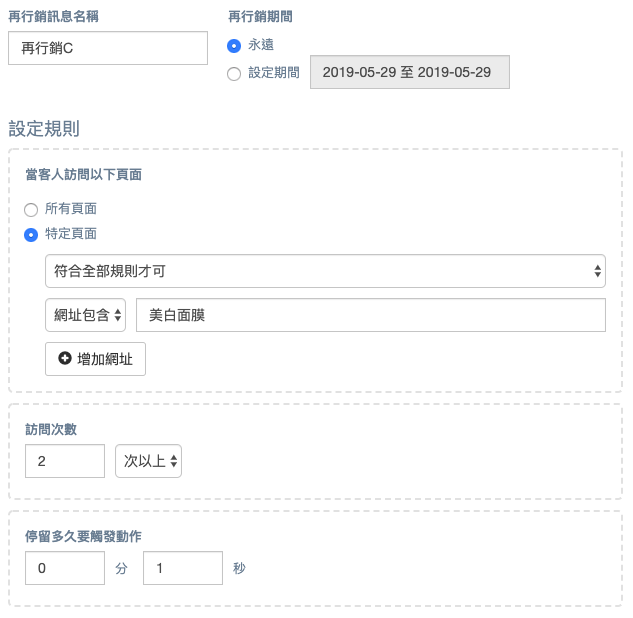 再行銷訊息名稱
再行銷期間
再行銷C
永遠
設定期間
2019-05-29 至 2019-05-29
設定規則
當客人訪問以下頁面
所有頁面
特定頁面
符合全部規則才可
網址包含
美白面膜
增加網址
訪問次數
2
次以上
停留多久要觸發動作
0 分 1 秒